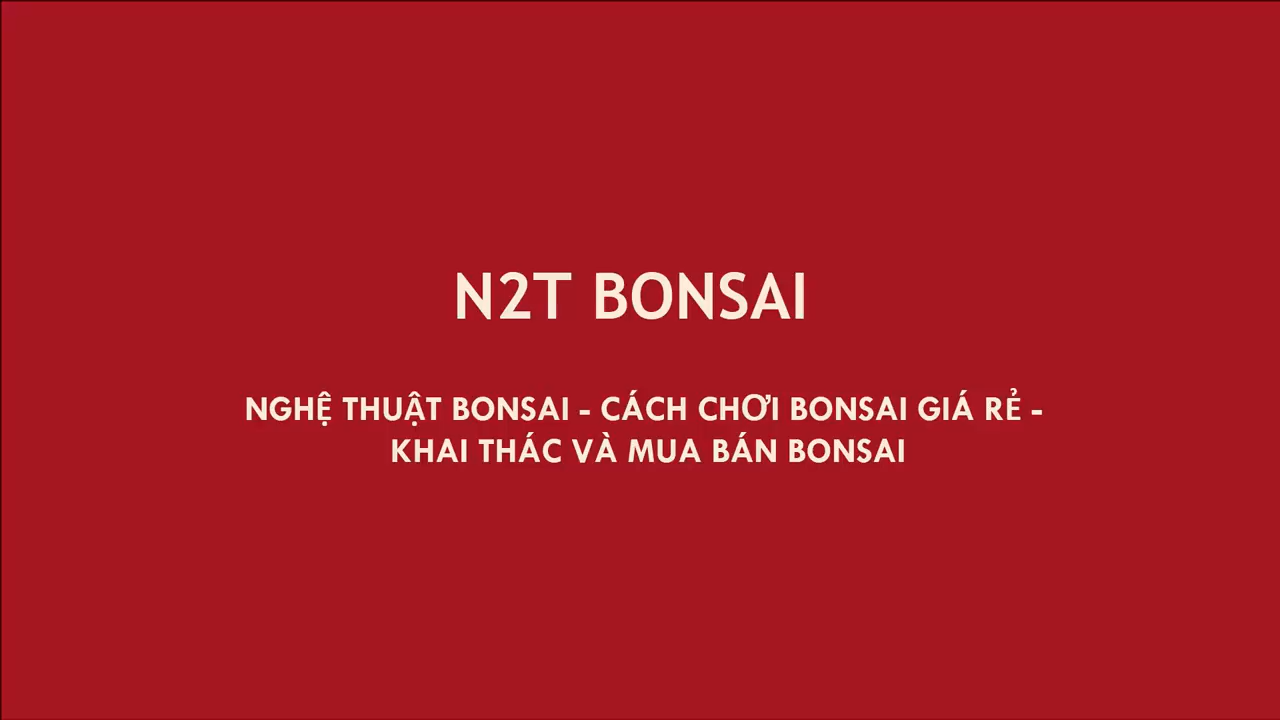 N2T BONSAI
NGHỆ THUẬT BONSAI - CÁCH CHƠI BONSAI GIÁ RẺ -
KHAI THÁC VÀ MUA BÁN BONSAI